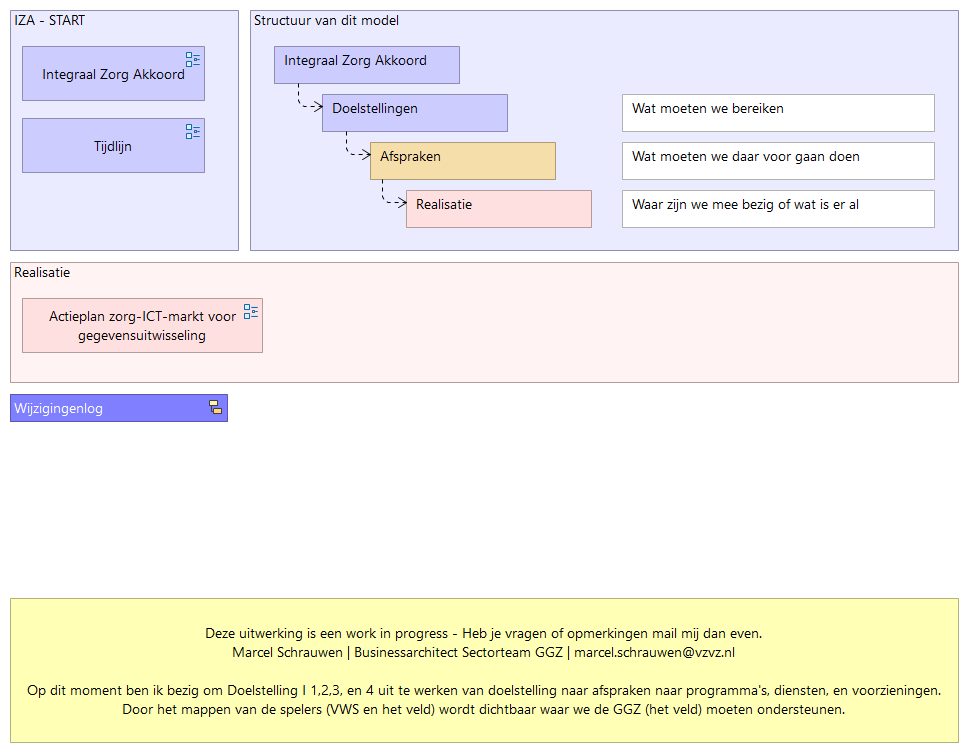 IZA - START
Integraal Zorg Akkoord
Tijdlijn
Structuur van dit model
Integraal Zorg Akkoord
Doelstellingen
Wat moeten we bereiken
Afspraken
Wat moeten we daar voor gaan doen
Realisatie
Waar zijn we mee bezig of wat is er al
Realisatie
Actieplan zorg-ICT-markt voor
gegevensuitwisseling
Wijzigingenlog
Deze uitwerking is een work in progress - Heb je vragen of opmerkingen mail mij dan even.
Marcel Schrauwen | Businessarchitect Sectorteam GGZ | marcel.schrauwen@vzvz.nl
Op dit moment ben ik bezig om Doelstelling I 1,2,3, en 4 uit te werken van doelstelling naar afspraken naar programma's, diensten, en voorzieningen.
Door het mappen van de spelers (VWS en het veld) wordt dichtbaar waar we de GGZ (het veld) moeten ondersteunen.